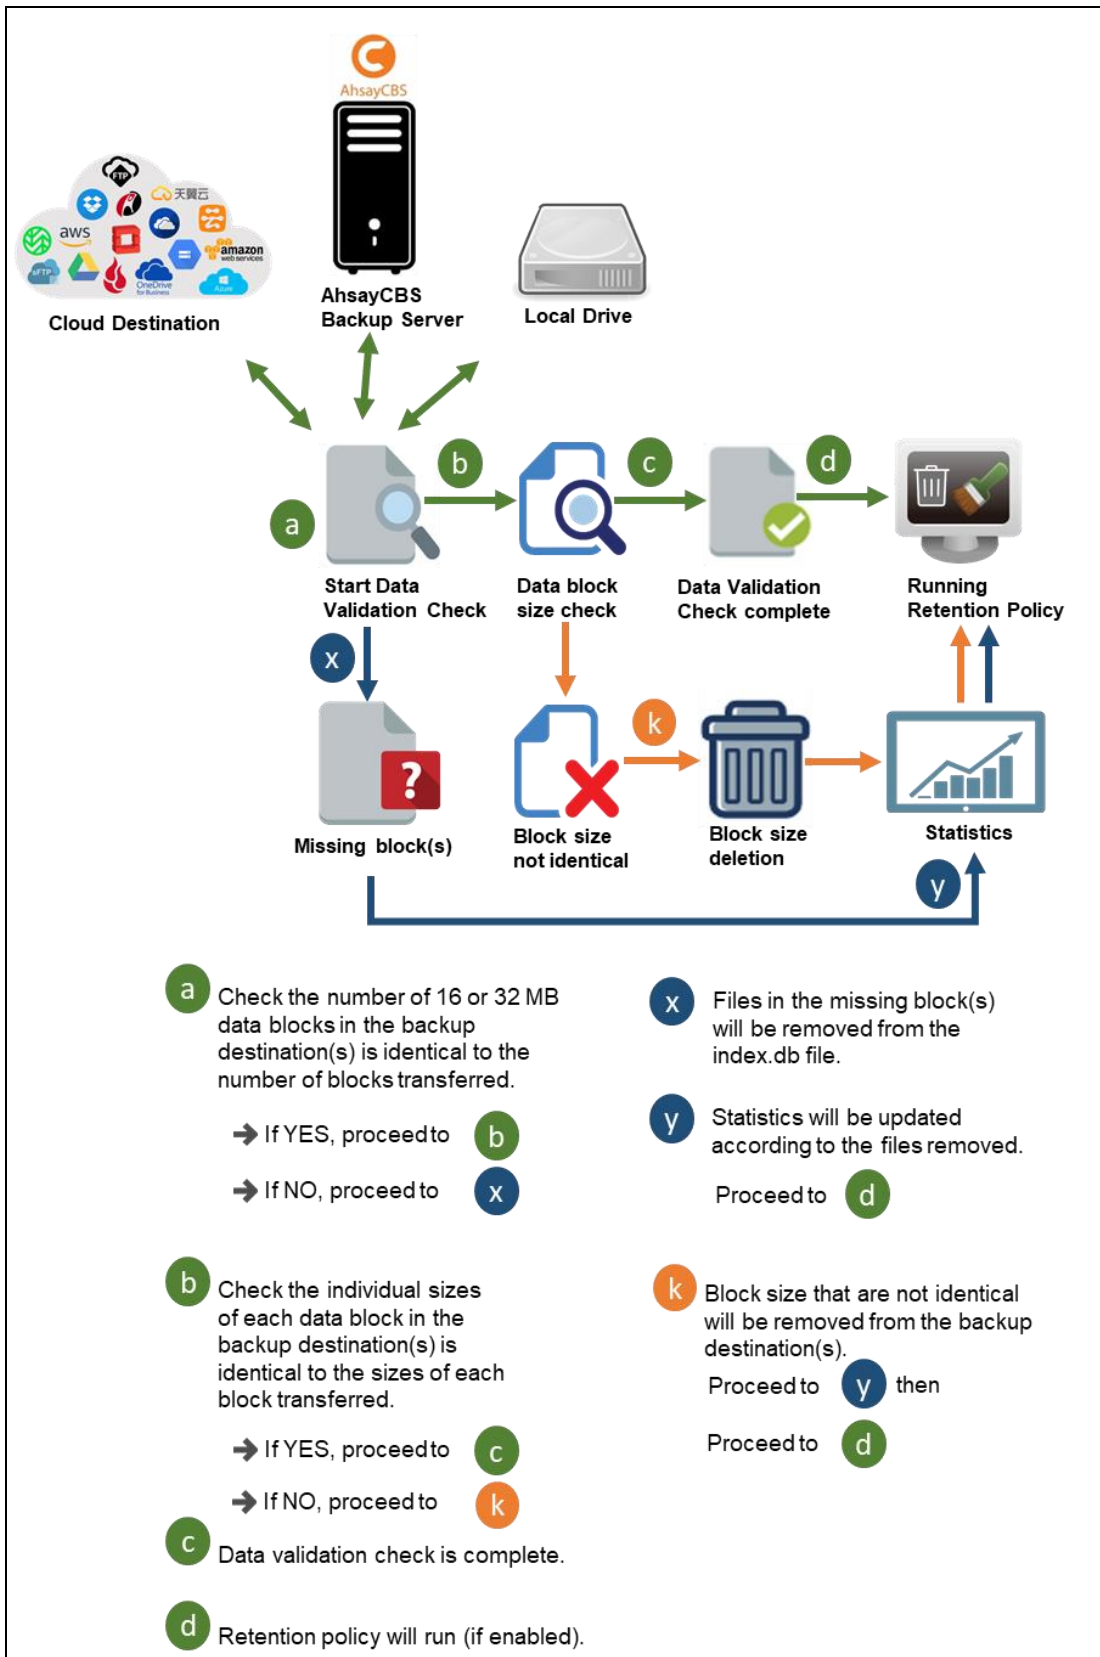 AhsayCBS
FTP
天翼云
aws
amazon
web services
sFTP
OneDrive
for Business
Azure
Cloud Destination
AhsayCBS
Backup Server
Local Drive
b
c
d
a
Start Data
Validation Check
Data block
size check
Data Validation
Check complete
Running
Retention Policy
x
k
?
Missing block(s)
Block size
not identical
Block size
deletion
Statistics
y
a
Check the number of 16 or 32 MB
data blocks in the backup
destination(s) is identical to the
number of blocks transferred.
➔ If YES, proceed to b
➔ If NO, proceed to x
b
Check the individual sizes
of each data block in the
backup destination(s) is
identical to the sizes of each
block transferred.
➔ If YES, proceed to c
➔ If NO, proceed to k
c Data validation check is complete.
d Retention policy will run (if enabled).
x
Files in the missing block(s)
will be removed from the
index.db file.
y
Statistics will be updated
according to the files removed.
Proceed to d
k
Block size that are not identical
will be removed from the backup
destination(s).
Proceed to y then
Proceed to d